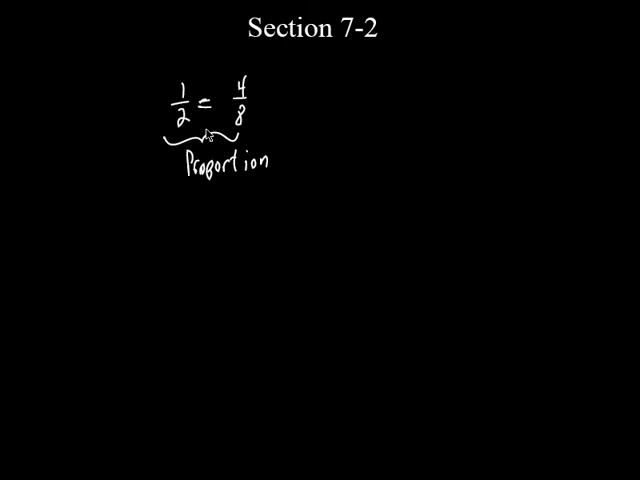 Section 7-2
1/2 = 4/8
Proportion